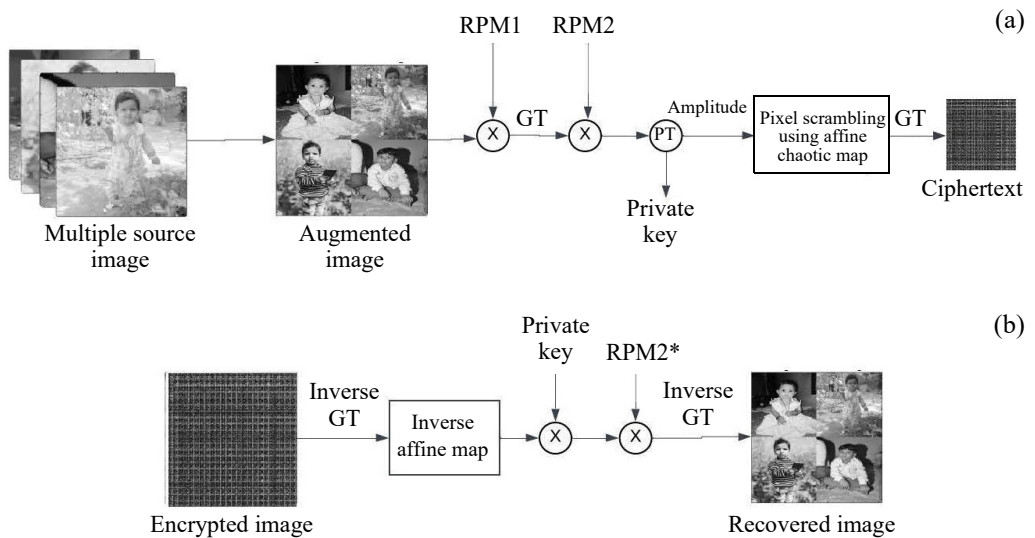 (a)
RPM1
RPM2
X
GT
X
PT
Amplitude
Pixel scrambling
using affine
chaotic map
GT
Multiple source
image
Augmented
image
Private
key
Ciphertext
(b)
Private
key
RPM2*
Inverse
GT
Inverse
affine map
X
X
Inverse
GT
Encrypted image
Recovered image